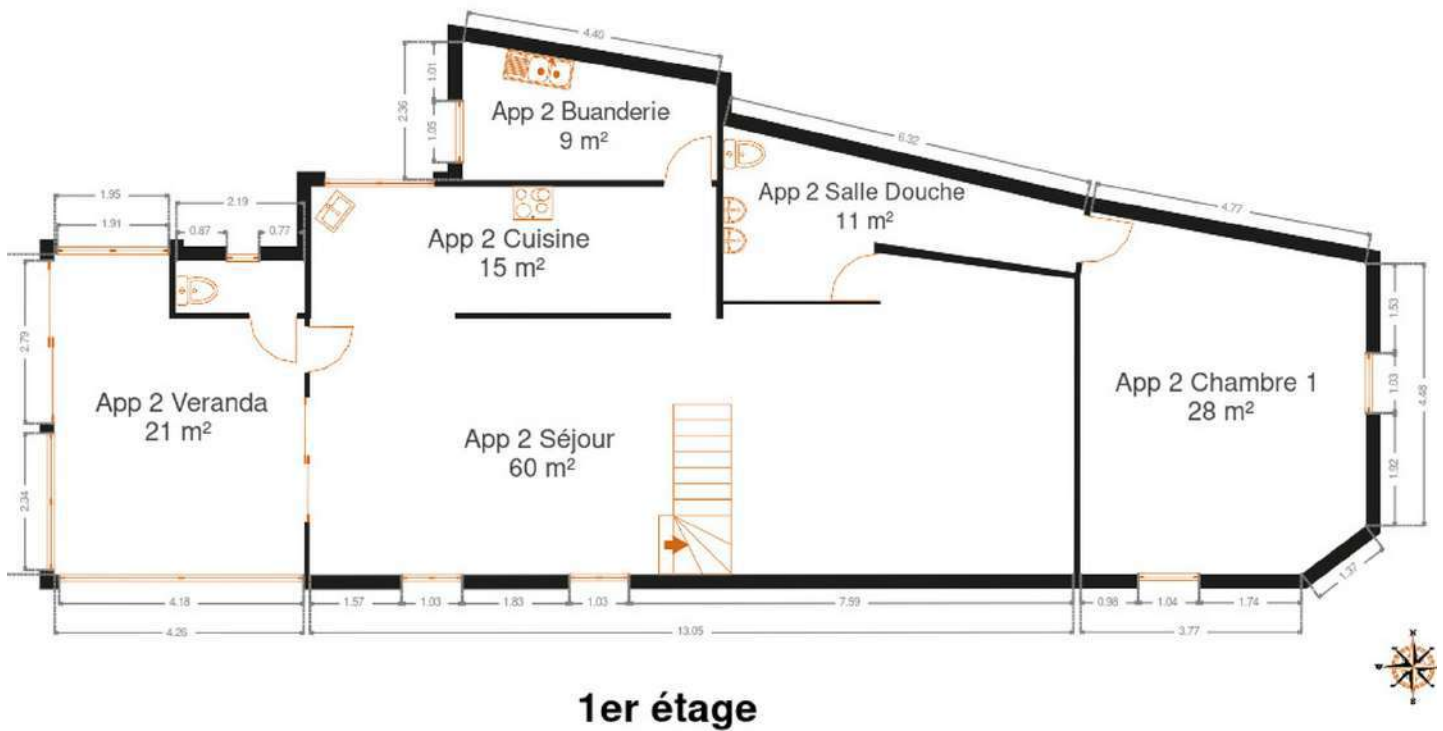 4.40
1.01
2.36
1.05
App 2 Buanderie
9 m²
6.32
App 2 Salle Douche
11 m²
4.77
1.95
1.91
2.19
0.87
0.77
App 2 Cuisine
15 m²
2.79
2.34
App 2 Veranda
21 m²
App 2 Séjour
60 m²
App 2 Chambre 1
28 m²
1.53
1.03
4.48
1.92
1.37
4.18
4.26
1.57
1.03
1.83
1.03
7.59
13.05
0.98
1.04
1.74
3.77
N
S
1er étage